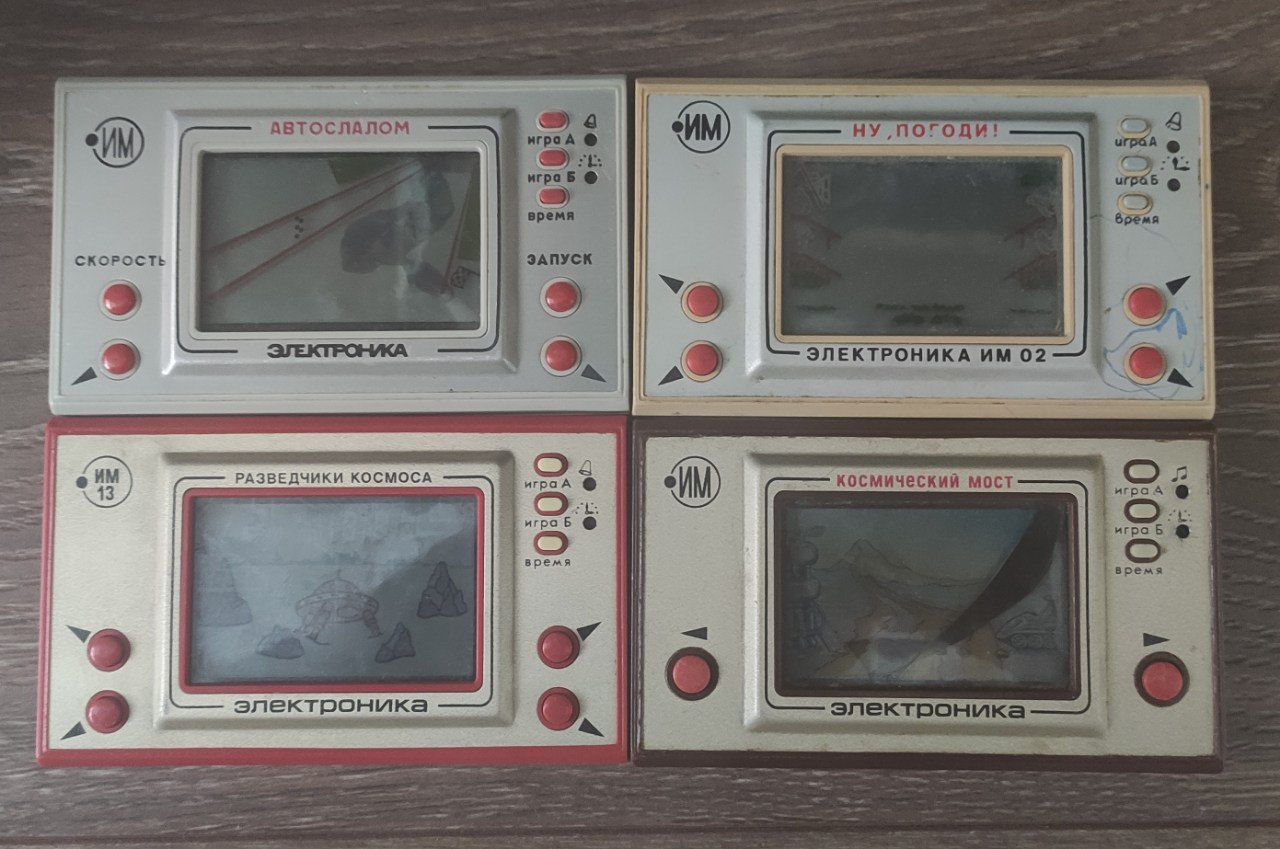 ИМ
АВТОСЛАЛОМ
игра А
игра Б
время
СКОРОСТЬ
ЗАПУСК
ЭЛЕКТРОНИКА
ИМ
НУ, ПОГОДИ!
игра А
игра Б
время
ЭЛЕКТРОНИКА ИМ 02
ИМ
13
РАЗВЕДЧИКИ КОСМОСА
игра А
игра Б
время
электроника
ИМ
КОСМИЧЕСКИЙ МОСТ
игра А
игра Б
время
электроника